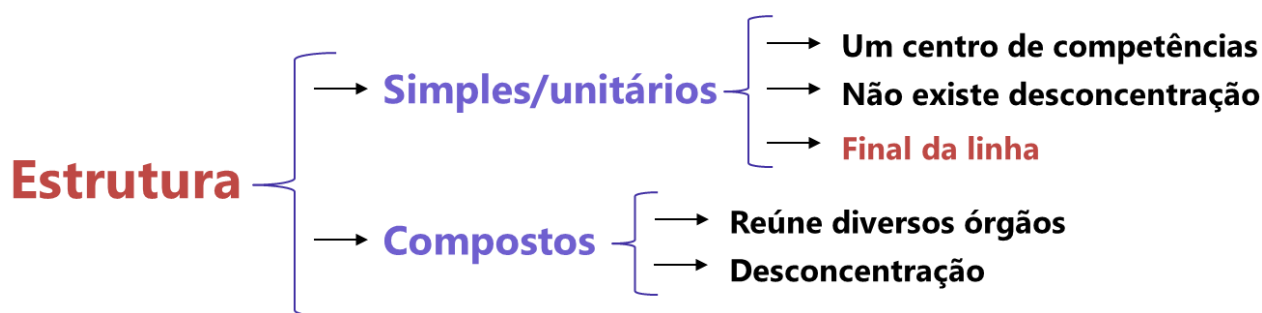 Estrutura
Simples/unitários
Um centro de competências
Não existe desconcentração
Final da linha
Compostos
Reúne diversos órgãos
Desconcentração